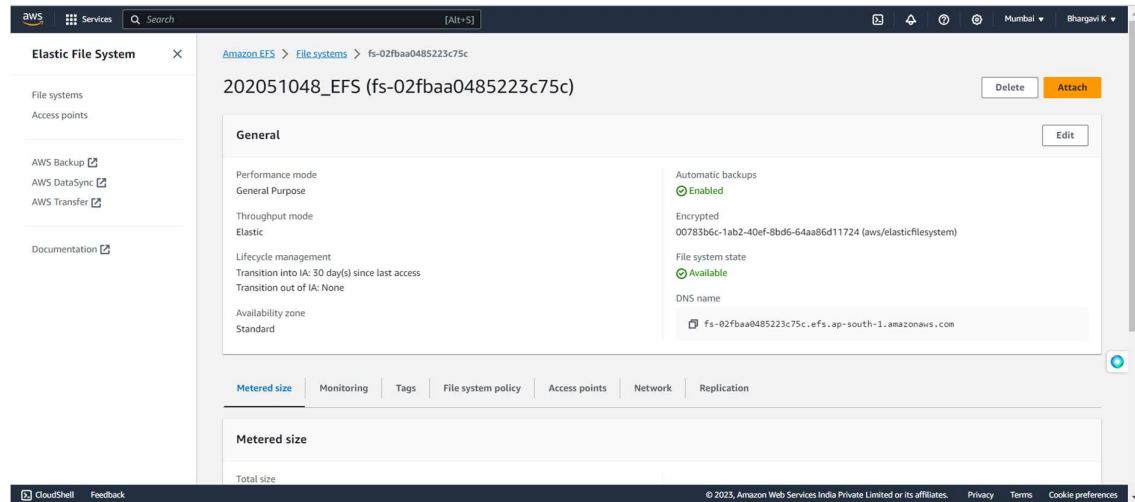 aws Services Search [Alt+S] Mumbai Bhargavi K
Elastic File System
File systems
Access points
AWS Backup
AWS DataSync
AWS Transfer
Documentation
Amazon EFS > File systems > fs-02fbaa0485223c75c
202051048_EFS (fs-02fbaa0485223c75c)
Delete Attach
General
Edit
Performance mode
General Purpose
Throughput mode
Elastic
Lifecycle management
Transition into IA: 30 day(s) since last access
Transition out of IA: None
Availability zone
Standard
Automatic backups
Enabled
Encrypted
00783b6c-1ab2-40ef-8bd6-64aa86d11724 (aws/elasticfilesystem)
File system state
Available
DNS name
fs-02fbaa0485223c75c.efs.ap-south-1.amazonaws.com
Metered size Monitoring Tags File system policy Access points Network Replication
Metered size
Total size
CloudShell Feedback © 2023, Amazon Web Services India Private Limited or its affiliates. Privacy Terms Cookie preferences